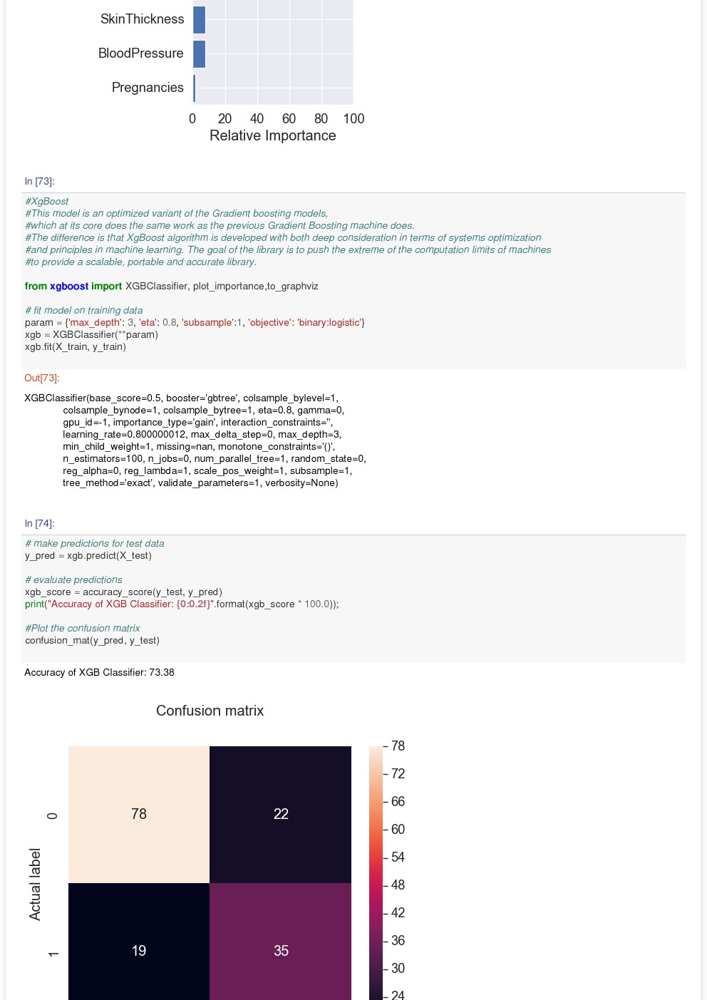 SkinThickness
BloodPressure
Pregnancies
0 20 40 60 80 100
Relative Importance
In [73]:
#XgBoost
#This model is an optimized variant of the Gradient boosting models,
#which at its core does the same work as the previous Gradient Boosting machine does.
#The difference is that XgBoost algorithm is developed with both deep consideration in terms of systems optimization
#and principles in machine learning. The goal of the library is to push the extreme of the computation limits of machines
#to provide a scalable, portable and accurate library.
from xgboost import XGBClassifier, plot_importance,to_graphviz
# fit model on training data
param = {'max_depth': 3, 'eta': 0.8, 'subsample':1, 'objective': 'binary:logistic'}
xgb = XGBClassifier(**param)
xgb.fit(X_train, y_train)
Out[73]:
XGBClassifier(base_score=0.5, booster='gbtree', colsample_bylevel=1,
colsample_bynode=1, colsample_bytree=1, eta=0.8, gamma=0,
gpu_id=-1, importance_type='gain', interaction_constraints='',
learning_rate=0.800000012, max_delta_step=0, max_depth=3,
min_child_weight=1, missing=nan, monotone_constraints='()',
n_estimators=100, n_jobs=0, num_parallel_tree=1, random_state=0,
reg_alpha=0, reg_lambda=1, scale_pos_weight=1, subsample=1,
tree_method='exact', validate_parameters=1, verbosity=None)
In [74]:
# make predictions for test data
y_pred = xgb.predict(X_test)
# evaluate predictions
xgb_score = accuracy_score(y_test, y_pred)
print("Accuracy of XGB Classifier: {0:0.2f}".format(xgb_score * 100.0));
#Plot the confusion matrix
confusion_mat(y_pred, y_test)
Accuracy of XGB Classifier: 73.38
Confusion matrix
78
72
66
60
54
48
42
36
30
24
0
78 22
Actual label
1
19 35